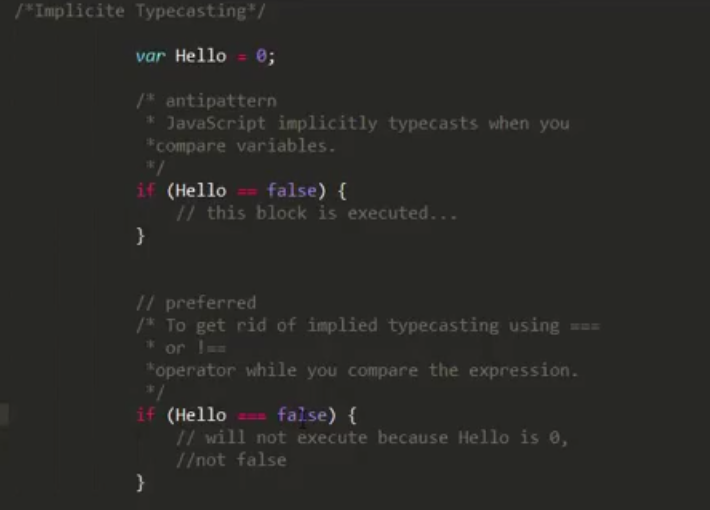 /*Implicite Typecasting*/
var Hello = 0;
/* antipattern
* JavaScript implicitly typecasts when you
*compare variables.
*/
if (Hello == false) {
// this block is executed...
}
// preferred
/* To get rid of implied typecasting using ===
* or !==
*operator while you compare the expression.
*/
if (Hello === false) {
// will not execute because Hello is 0,
//not false
}